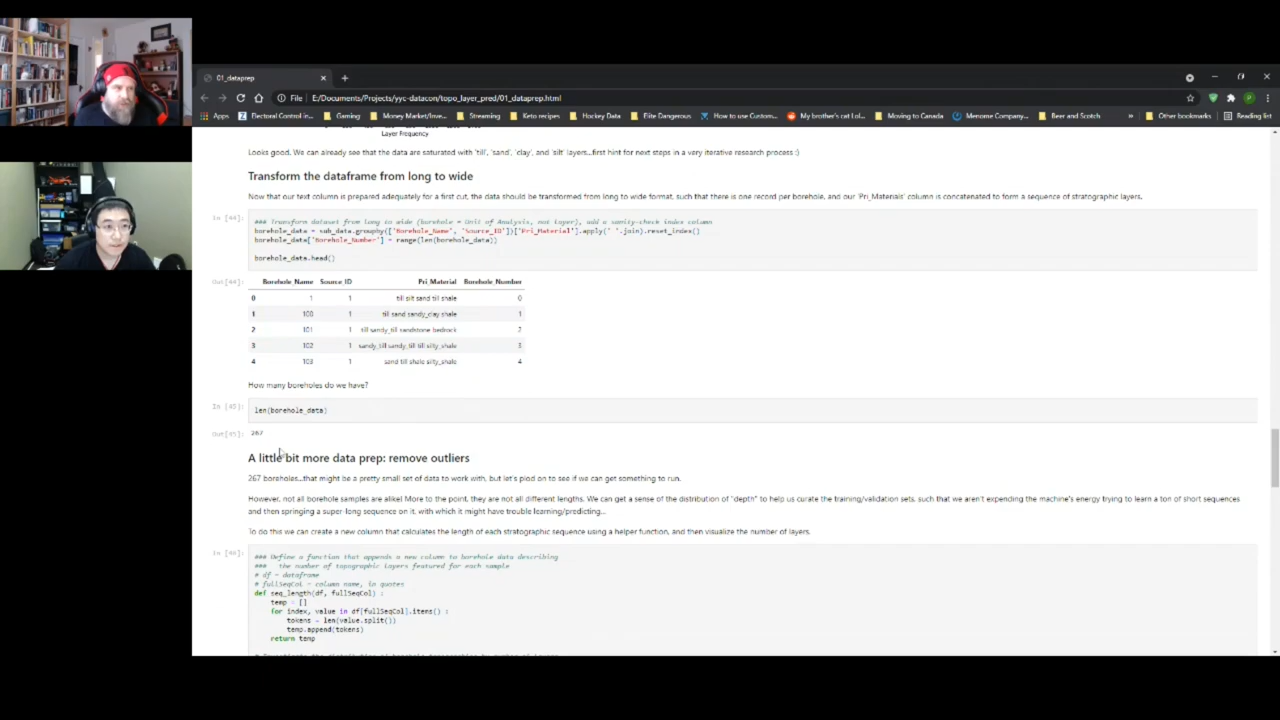 01_dataprep
File | E:/Documents/Projects/yyc-datacon/topo_layer_pred/01_dataprep.html
Apps Electoral Control in... Gaming Money Market/Inve... Streaming Keto recipes Hockey Data Elite Dangerous How to use Custom... My brother's cat Lol... Moving to Canada Menome Company... Beer and Scotch » Other bookmarks Reading list
Layer Frequency
Looks good. We can already see that the data are saturated with 'till', 'sand', 'clay', and 'silt' layers...first hint for next steps in a very iterative research process :)
Transform the dataframe from long to wide
Now that our text column is prepared adequately for a first cut, the data should be transformed from long to wide format, such that there is one record per borehole, and our 'Pri_Materials' column is concatenated to form a sequence of stratographic layers.
In [44]:
### Transform dataset from long to wide (borehole = Unit of Analysis, not Layer), add a sanity-check index column
borehole_data = sub_data.groupby(['Borehole_Name', 'Source_ID'])['Pri_Material'].apply(' '.join).reset_index()
borehole_data['Borehole_Number'] = range(len(borehole_data))
borehole_data.head()
Out[44]:
Borehole_Name Source_ID Pri_Material Borehole_Number
0 1 1 till silt sand till shale 0
1 100 1 till sand sandy_clay shale 1
2 101 1 till sandy_till sandstone bedrock 2
3 102 1 sandy_till sandy_till till silty_shale 3
4 103 1 sand till shale silty_shale 4
How many boreholes do we have?
In [45]:
len(borehole_data)
Out[45]: 267
A little bit more data prep: remove outliers
267 boreholes...that might be a pretty small set of data to work with, but let's plod on to see if we can get something to run.
However, not all borehole samples are alike! More to the point, they are not all different lengths. We can get a sense of the distribution of "depth" to help us curate the training/validation sets, such that we aren't expending the machine's energy trying to learn a ton of short sequences
and then springing a super-long sequence on it, with which it might have trouble learning/predicting...
To do this we can create a new column that calculates the length of each stratographic sequence using a helper function, and then visualize the number of layers.
In [46]:
### Define a function that appends a new column to borehole data describing
### the number of topographic layers featured for each sample
# df = dataframe
# fullSeqCol = column name, in quotes
def seq_length(df, fullSeqCol) :
temp = []
for index, value in df[fullSeqCol].items() :
tokens = len(value.split())
temp.append(tokens)
return temp